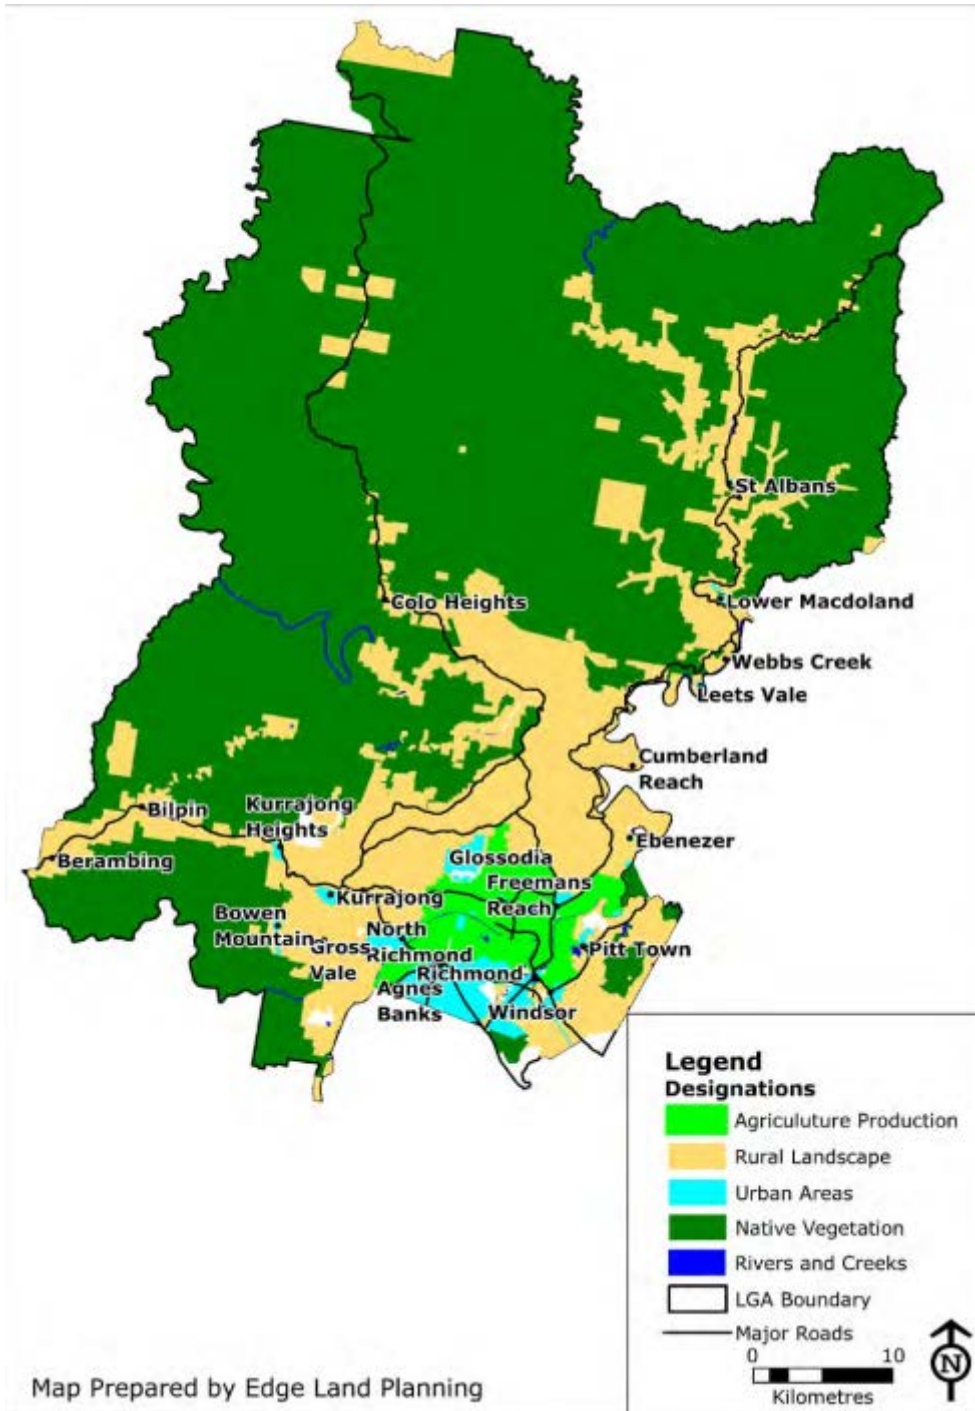 St Albans
Colo Heights
Lower Macdoland
Webbs Creek
Leets Vale
Cumberland
Reach
Bilpin
Kurrajong
Heights
Berambing
Ebenezer
Glossodia
Freemans
Reach
Kurrajong
Bowen
Mountain
Gross
Vale
North
Richmond
Pitt Town
Richmond
Agnes
Banks
Windsor
Legend
Designations
Agriculuture Production
Rural Landscape
Urban Areas
Native Vegetation
Rivers and Creeks
LGA Boundary
Major Roads
0 10
Kilometres
N
Map Prepared by Edge Land Planning